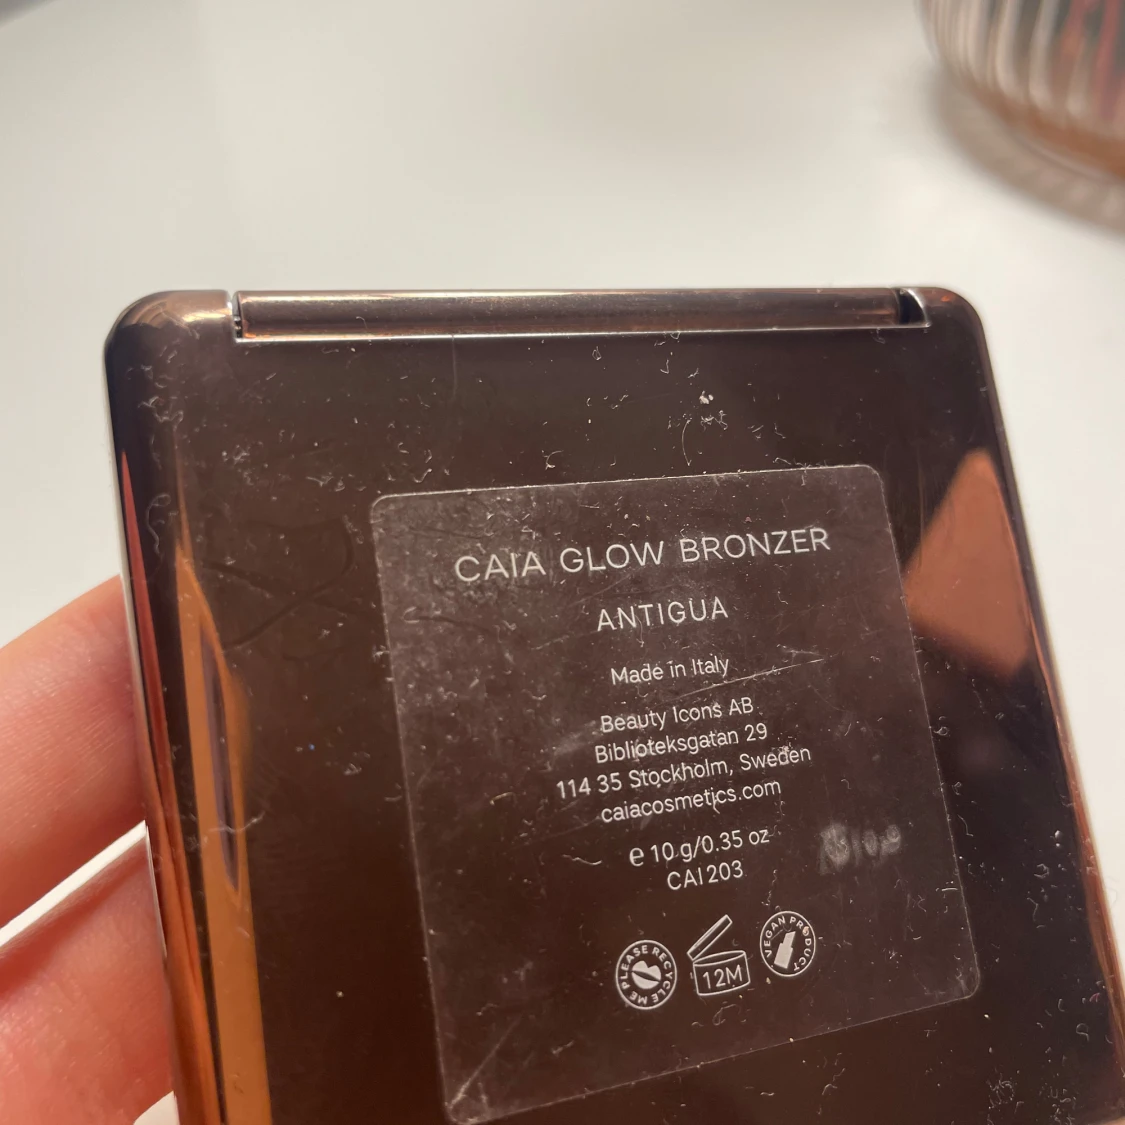 CAIA GLOW BRONZER
ANTIGUA
Made in Italy
Beauty Icons AB
Biblioteksgatan 29
114 35 Stockholm, Sweden
caiacosmetics.com
℮ 10 g/0.35 oz
CAI203
PLEASE RECYCLE ME
12M
VEGAN PRODUCT